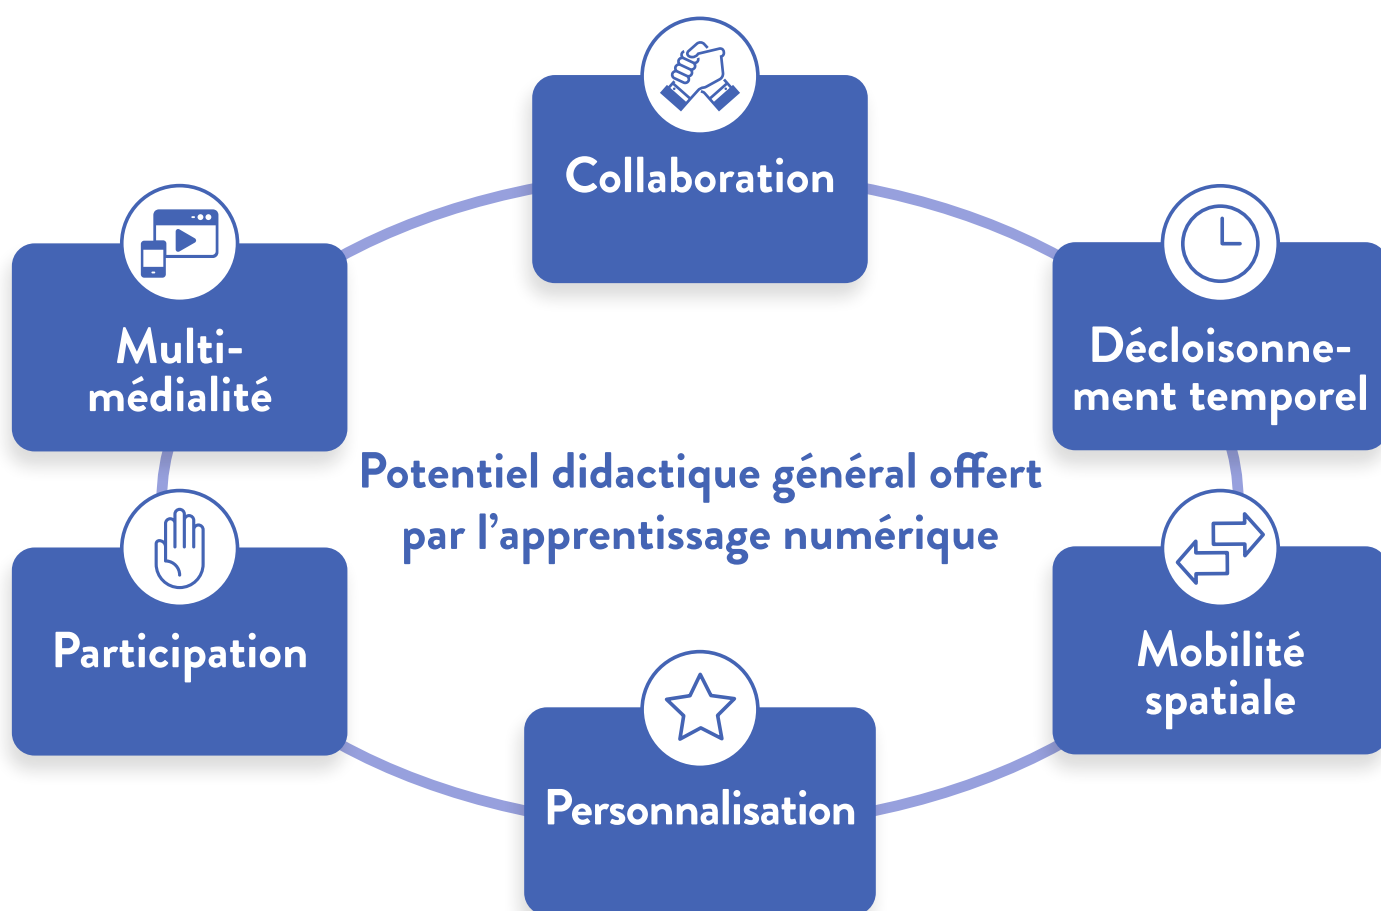 Collaboration
Multi-
médialité
Décloisonne-
ment temporel
Potentiel didactique général offert
par l’apprentissage numérique
Participation
Mobilité
spatiale
Personnalisation